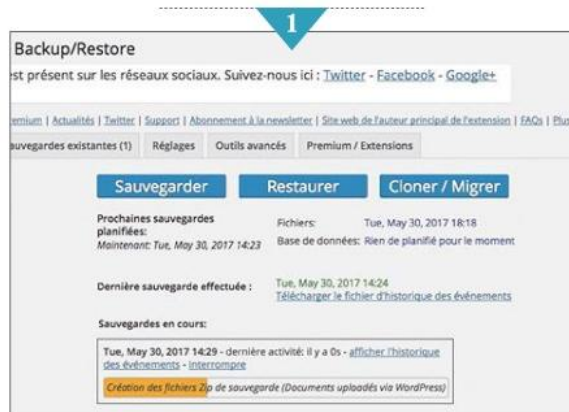 1
Backup/Restore
est présent sur les réseaux sociaux. Suivez-nous ici : Twitter - Facebook - Google+
emium | Actualités | Twitter | Support | Abonnement à la newsletter | Site web de l'auteur principal de l'extension | FAQs | Plus
auvegardes existantes (1) Réglages Outils avancés Premium / Extensions
Sauvegarder Restaurer Cloner / Migrer
Prochaines sauvegardes planifiées:
Maintenant: Tue, May 30, 2017 14:23
Fichiers: Tue, May 30, 2017 18:18
Base de données: Rien de planifié pour le moment
Dernière sauvegarde effectuée :
Tue, May 30, 2017 14:24
Télécharger le fichier d'historique des événements
Sauvegardes en cours:
Tue, May 30, 2017 14:29 - dernière activité: il y a 0s - afficher l'historique
des événements - interrompre
Création des fichiers Zip de sauvegarde (Documents uploadés via WordPress)